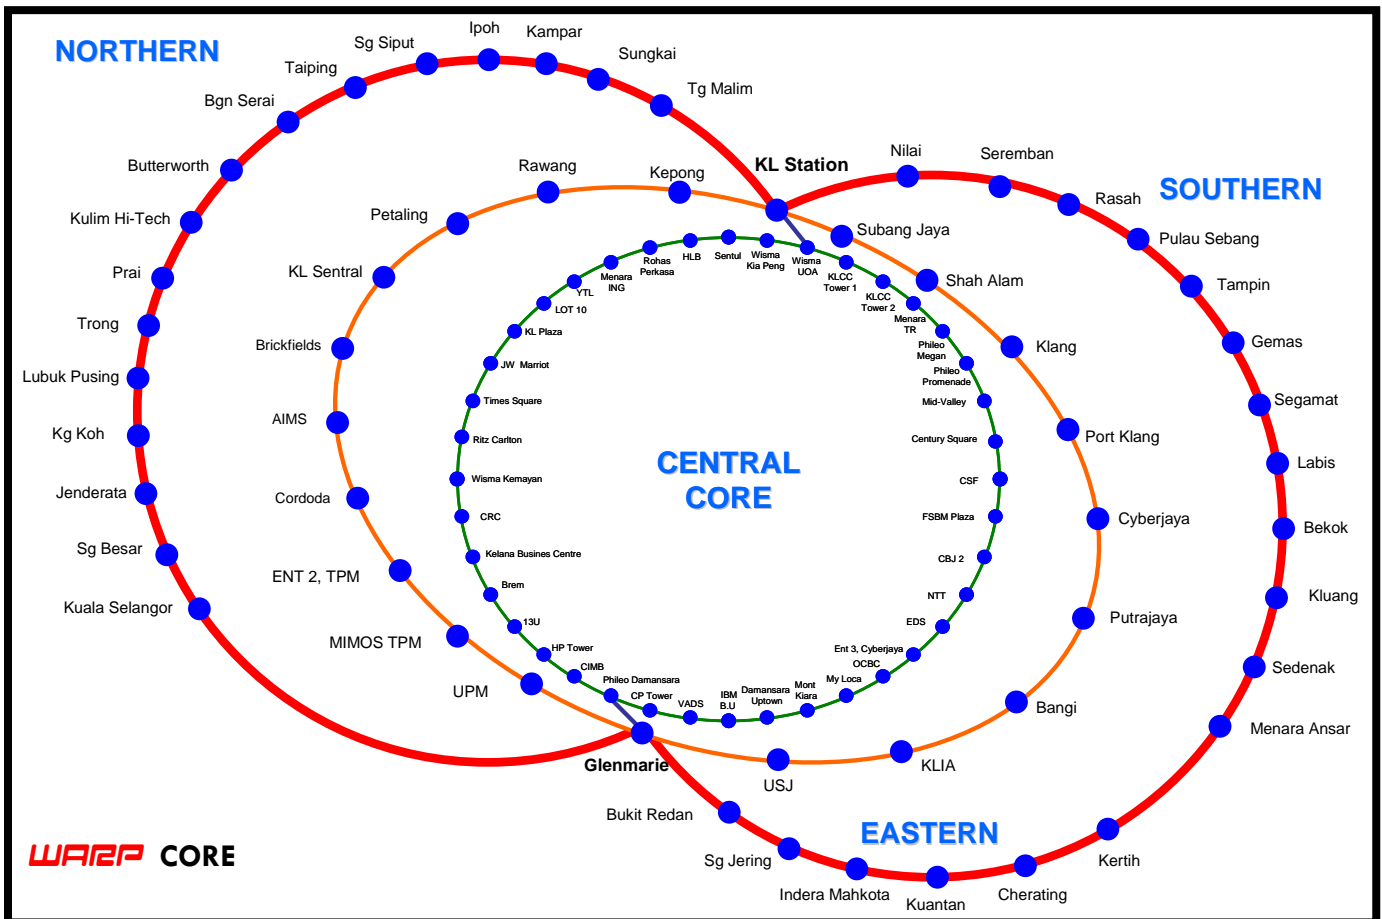 NORTHERN
Sg Siput
Ipoh
Kampar
Sungkai
Taiping
Tg Malim
Bgn Serai
Butterworth
Kulim Hi-Tech
Prai
Trong
Lubuk Pusing
Kg Koh
Jenderata
Sg Besar
Kuala Selangor
KL Station
Nilai
Seremban
Rasah
SOUTHERN
Pulau Sebang
Tampin
Gemas
Segamat
Labis
Bekok
Kluang
Sedenak
Menara Ansar
Kertih
Cherating
Kuantan
Indera Mahkota
Sg Jering
Bukit Redan
EASTERN
Glenmarie
Rawang
Kepong
Petaling
KL Sentral
Brickfields
AIMS
Cordoda
ENT 2, TPM
MIMOS TPM
UPM
USJ
KLIA
Bangi
Putrajaya
Cyberjaya
Port Klang
Klang
Shah Alam
Subang Jaya
Sentul
Wisma
Kia Peng
Wisma
UOA
KLCC
Tower 1
KLCC
Tower 2
Menara
TR
Phileo
Megan
Phileo
Promenade
Mid-Valley
Century Square
CSF
FSBM Plaza
CBJ 2
NTT
EDS
Ent 3, Cyberjaya
OCBC
My Loca
Mont
Kiara
Damansara
Uptown
IBM
B.U
VADS
CP Tower
Phileo Damansara
CIMB
HP Tower
13U
Brem
Kelana Busines Centre
CRC
Wisma Kemayan
Ritz Carlton
Times Square
JW Marriot
KL Plaza
LOT 10
YTL
Menara
ING
Rohas
Perkasa
HLB
CENTRAL
CORE
WARP CORE